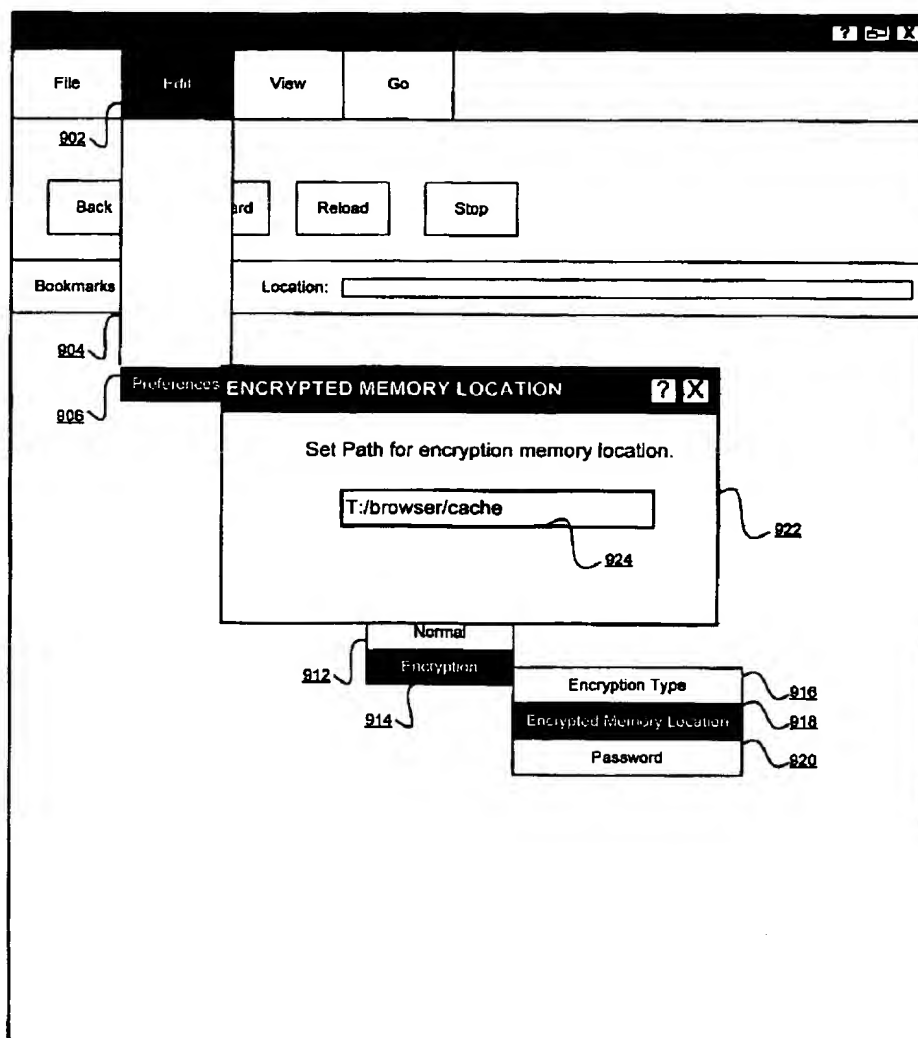 ? X
File Edit View Go
902
Back ard Reload Stop
Bookmarks Location:
904
Preferences
906
ENCRYPTED MEMORY LOCATION ? X
Set Path for encryption memory location.
T:/browser/cache
922
924
Normal
912
Encryption
914
Encryption Type
916
Encrypted Memory Location
918
Password
920